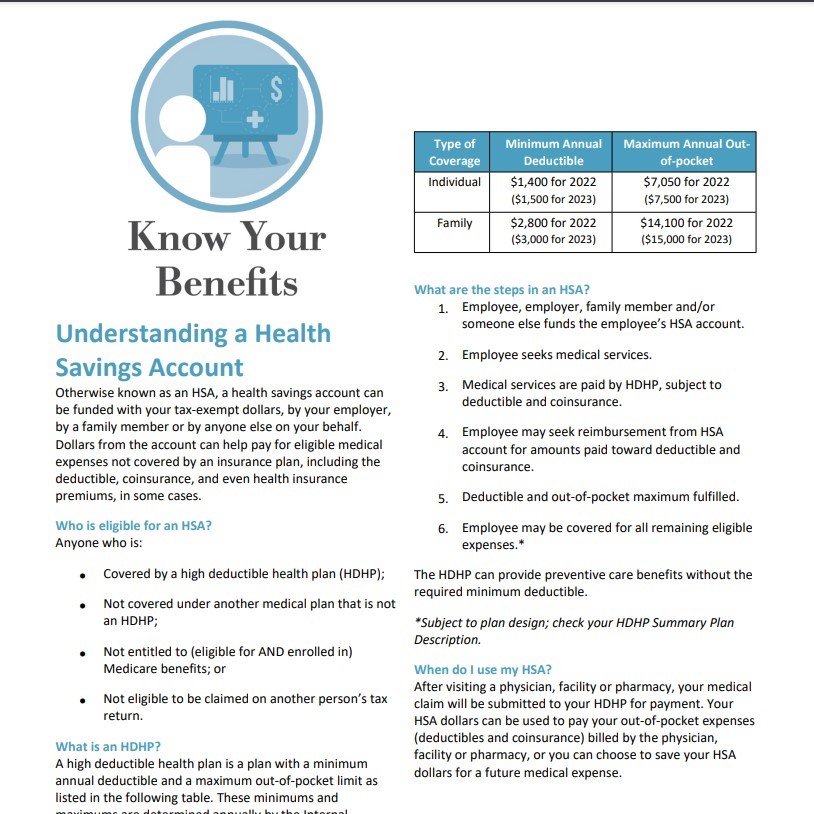 Know Your
Benefits
Understanding a Health
Savings Account
Otherwise known as an HSA, a health savings account can
be funded with your tax-exempt dollars, by your employer,
by a family member or by anyone else on your behalf.
Dollars from the account can help pay for eligible medical
expenses not covered by an insurance plan, including the
deductible, coinsurance, and even health insurance
premiums, in some cases.
Who is eligible for an HSA?
Anyone who is:
• Covered by a high deductible health plan (HDHP);
• Not covered under another medical plan that is not
an HDHP;
• Not entitled to (eligible for AND enrolled in)
Medicare benefits; or
• Not eligible to be claimed on another person's tax
return.
What is an HDHP?
A high deductible health plan is a plan with a minimum
annual deductible and a maximum out-of-pocket limit as
listed in the following table. These minimums and
maximums are determined annually by the Internal
Type of Minimum Annual Maximum Annual Out-
Coverage Deductible of-pocket
Individual $1,400 for 2022 $7,050 for 2022
($1,500 for 2023) ($7,500 for 2023)
Family $2,800 for 2022 $14,100 for 2022
($3,000 for 2023) ($15,000 for 2023)
What are the steps in an HSA?
1. Employee, employer, family member and/or
someone else funds the employee's HSA account.
2. Employee seeks medical services.
3. Medical services are paid by HDHP, subject to
deductible and coinsurance.
4. Employee may seek reimbursement from HSA
account for amounts paid toward deductible and
coinsurance.
5. Deductible and out-of-pocket maximum fulfilled.
6. Employee may be covered for all remaining eligible
expenses.*
The HDHP can provide preventive care benefits without the
required minimum deductible.
*Subject to plan design; check your HDHP Summary Plan
Description.
When do I use my HSA?
After visiting a physician, facility or pharmacy, your medical
claim will be submitted to your HDHP for payment. Your
HSA dollars can be used to pay your out-of-pocket expenses
(deductibles and coinsurance) billed by the physician,
facility or pharmacy, or you can choose to save your HSA
dollars for a future medical expense.